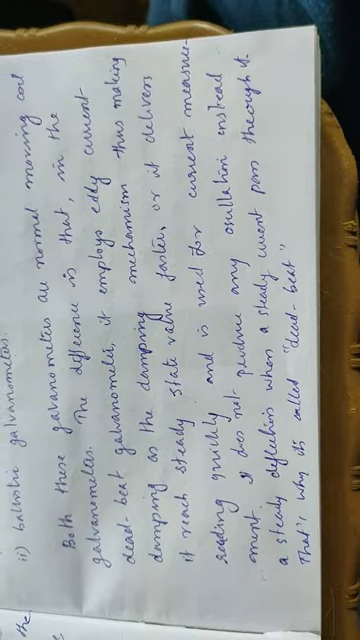 ii) ballistic galvanometer.
Both these galvanometers are normal moving coil
galvanometers. The difference is that, in the
dead-beat galvanometer, it employs eddy current
damping as the damping mechanism thus making
it reach steady state value faster, or it delivers
reading quickly and is used for current measure-
ment. It does not produce any oscillation instead
a steady deflection when a steady current pass through it.
That's why its called "dead-beat"
the